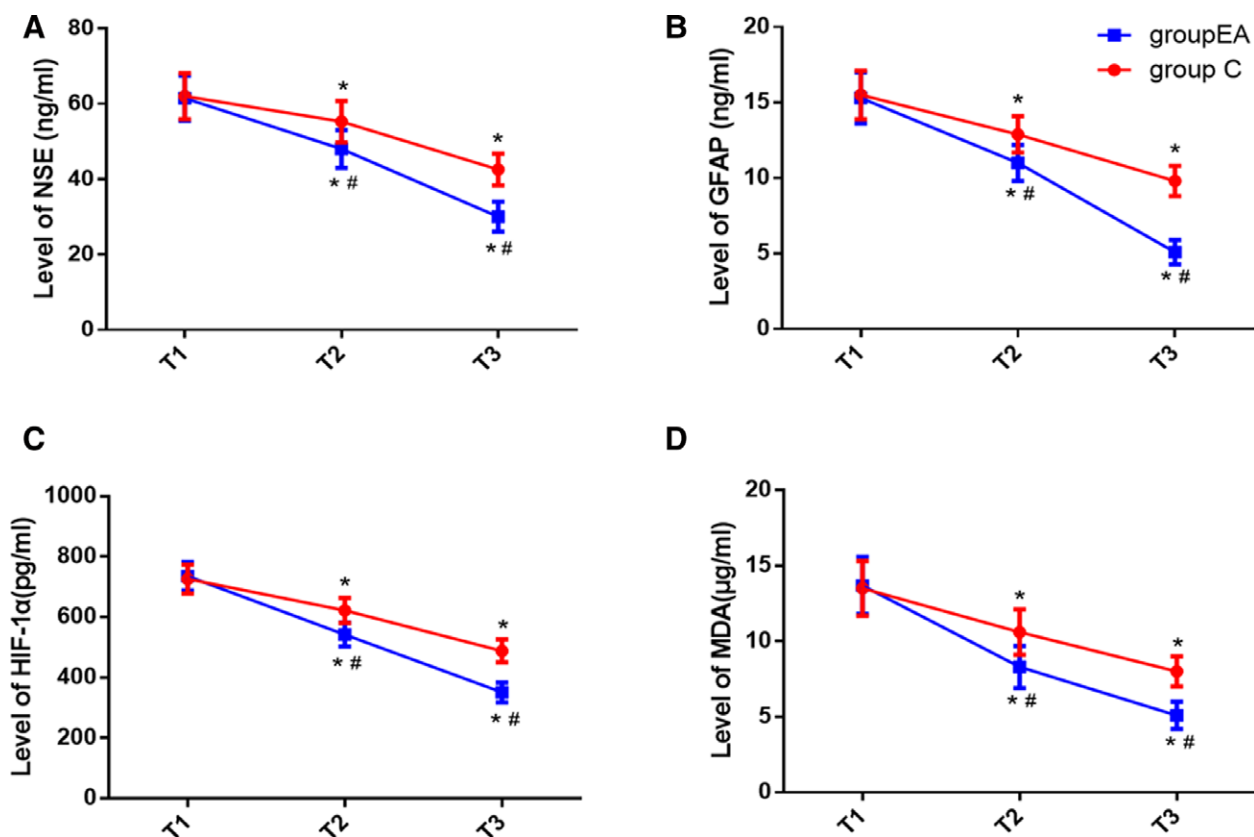 A
Level of NSE (ng/ml)
80
60
40
20
0
*
*
* #
* #
T1
T2
T3
B
Level of GFAP (ng/ml)
20
15
10
5
0
groupEA
group C
*
*
* #
* #
T1
T2
T3
C
Level of HIF-1α(pg/ml)
1000
800
600
400
200
0
*
*
* #
* #
T1
T2
T3
D
Level of MDA(μg/ml)
20
15
10
5
0
*
*
* #
* #
T1
T2
T3